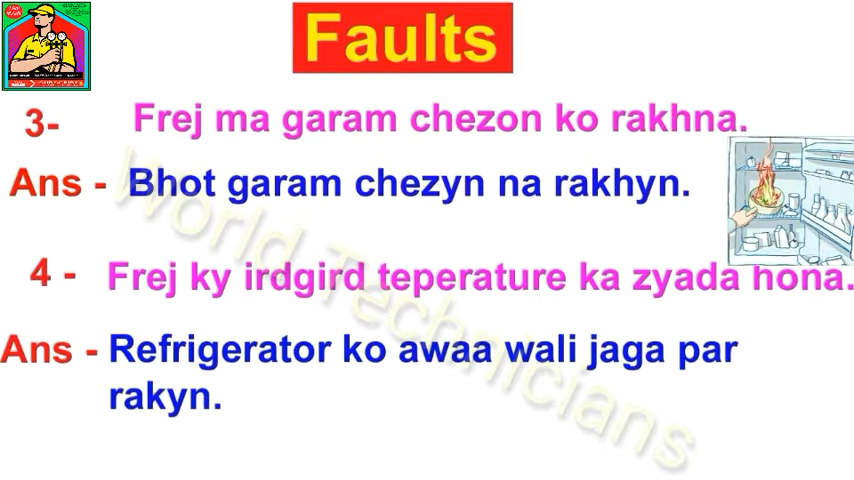 Faults
3- Frej ma garam chezon ko rakhna.
Ans - Bhot garam chezyn na rakhyn.
4 - Frej ky irdgird teperature ka zyada hona.
Ans - Refrigerator ko awaa wali jaga par
rakyn.
World Technicians